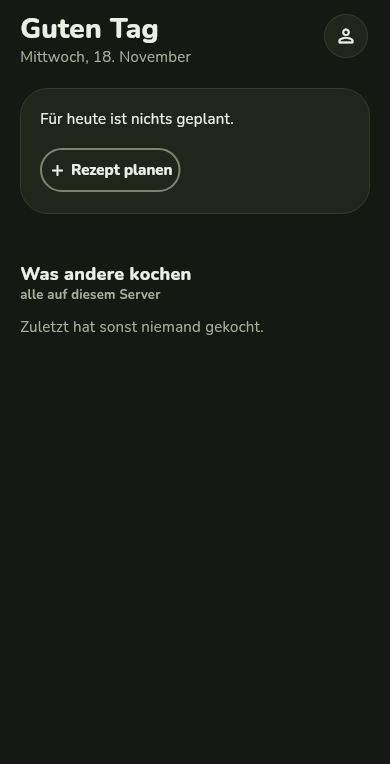 Guten Tag
Mittwoch, 18. November
Für heute ist nichts geplant.
+ Rezept planen
Was andere kochen
alle auf diesem Server
Zuletzt hat sonst niemand gekocht.